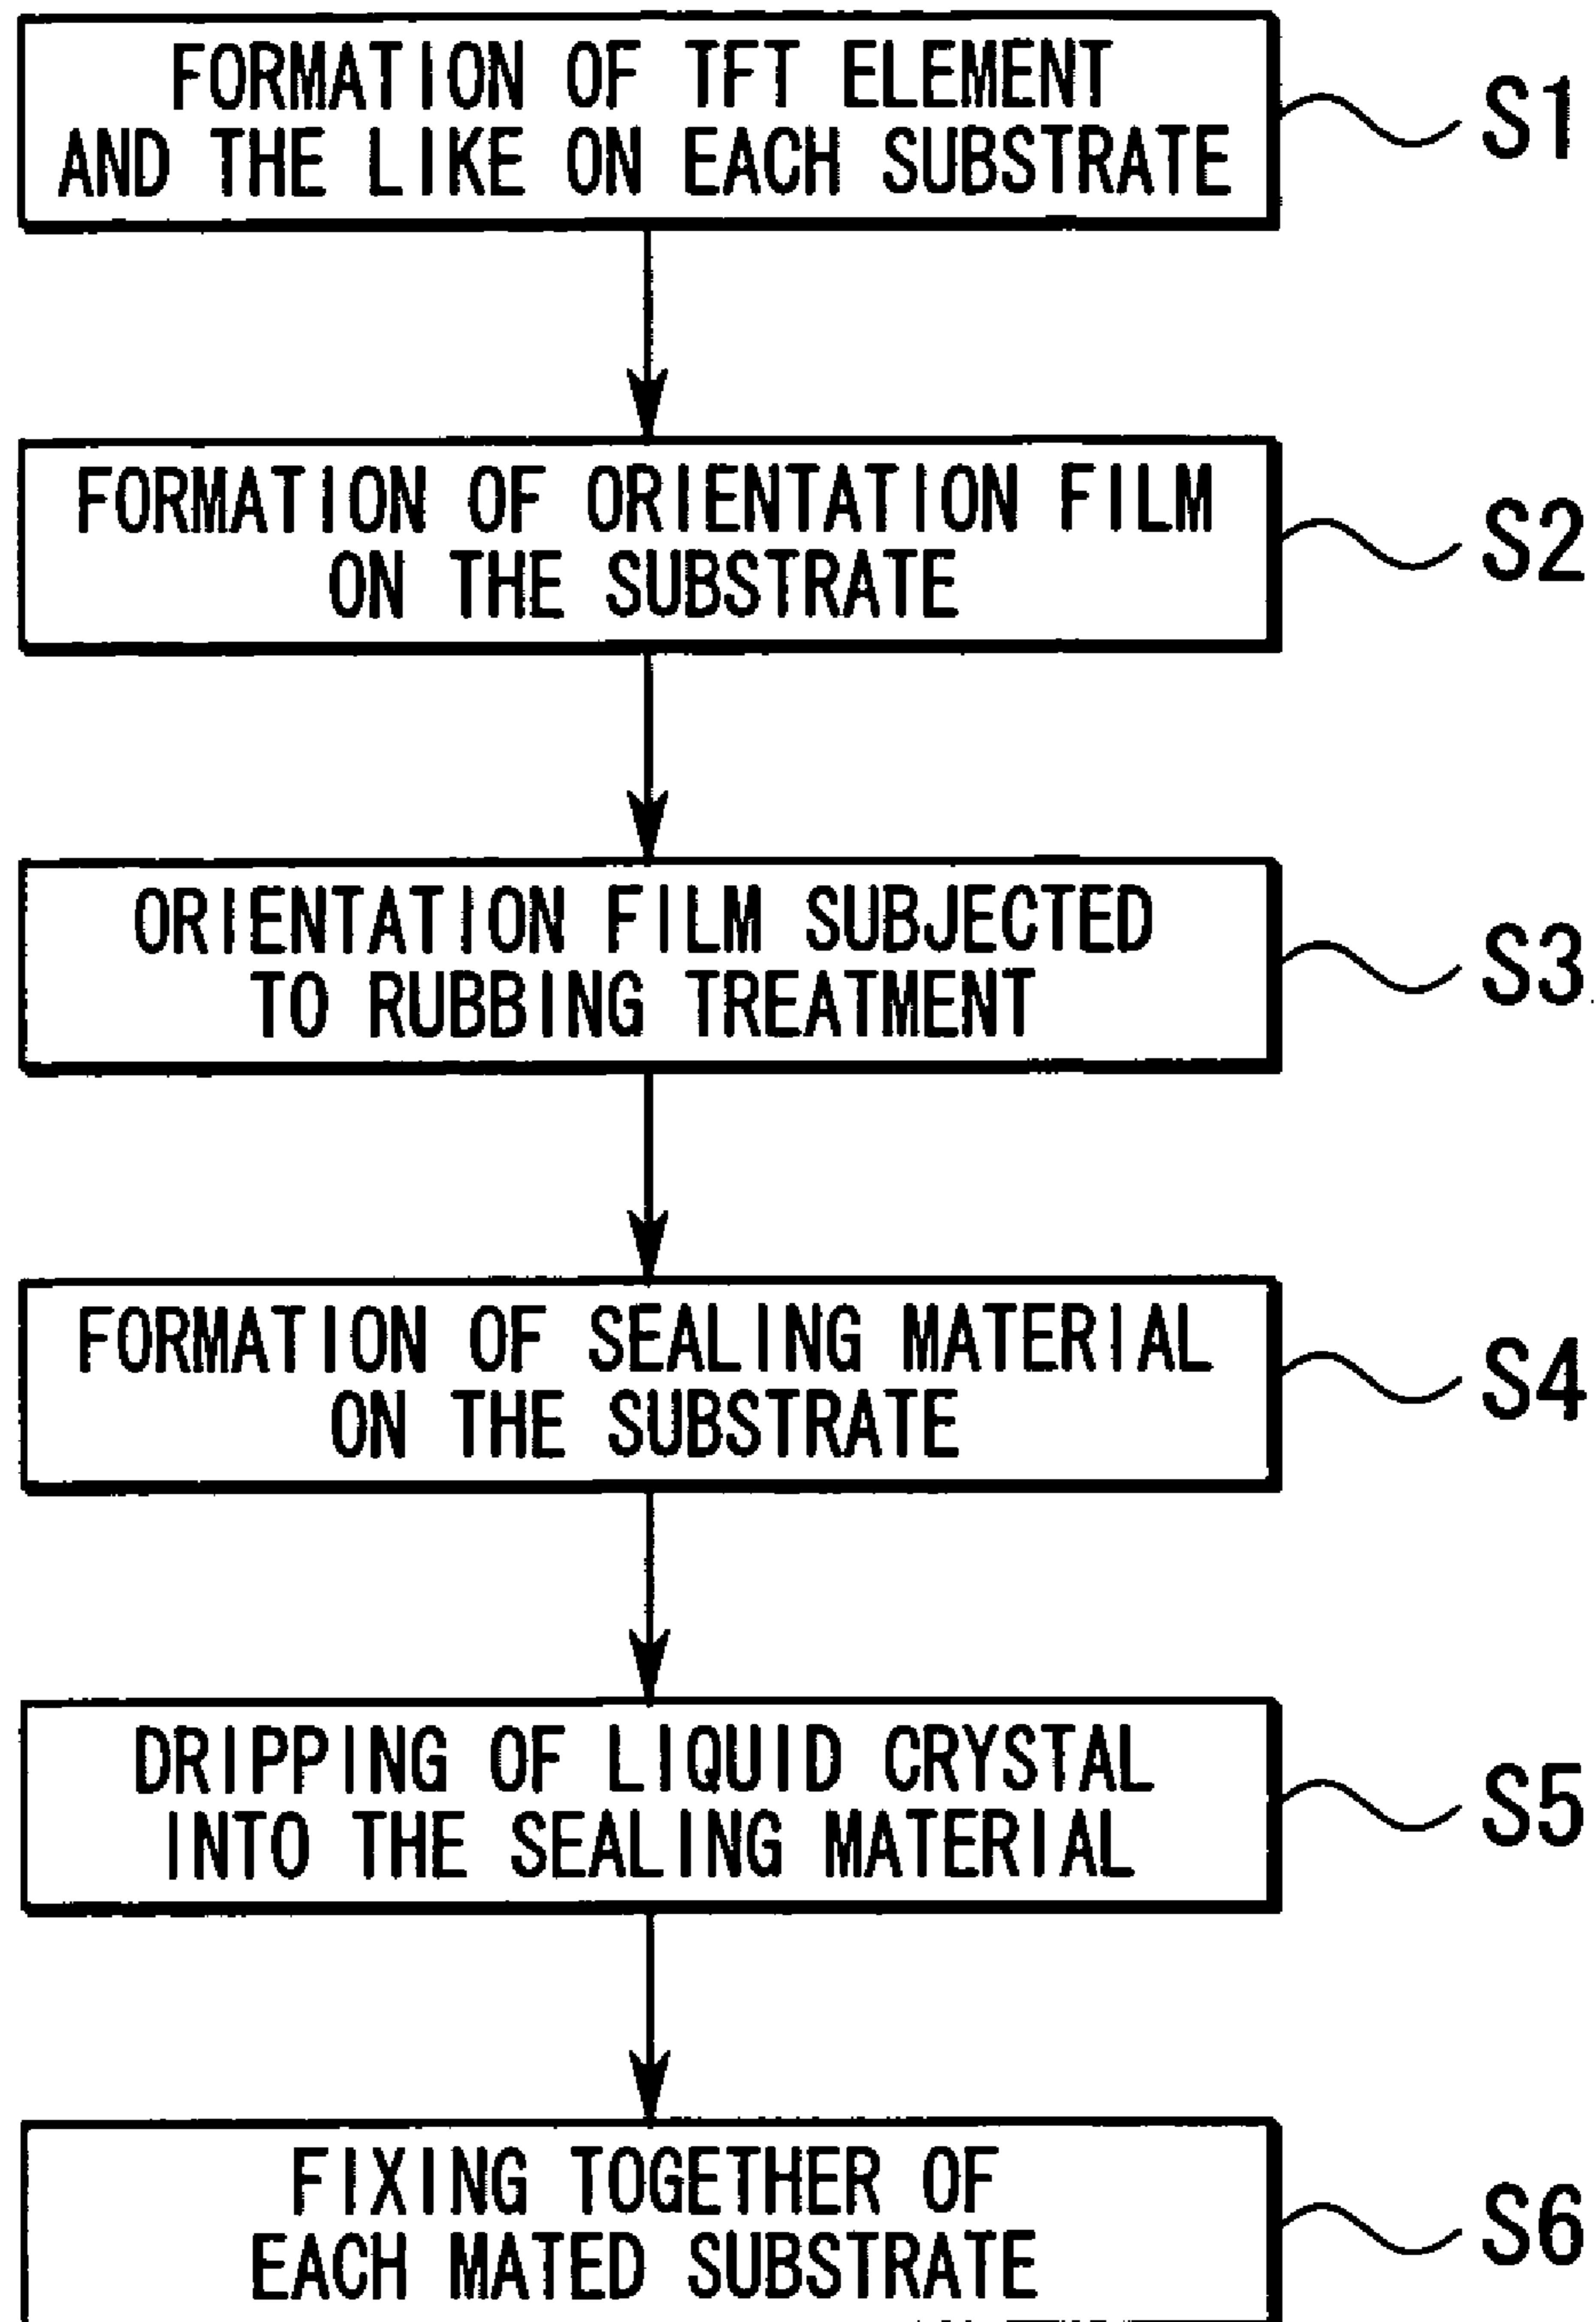 FORMATION OF TFT ELEMENT
AND THE LIKE ON EACH SUBSTRATE
S1
FORMATION OF ORIENTATION FILM
ON THE SUBSTRATE
S2
ORIENTATION FILM SUBJECTED
TO RUBBING TREATMENT
S3
FORMATION OF SEALING MATERIAL
ON THE SUBSTRATE
S4
DRIPPING OF LIQUID CRYSTAL
INTO THE SEALING MATERIAL
S5
FIXING TOGETHER OF
EACH MATED SUBSTRATE
S6